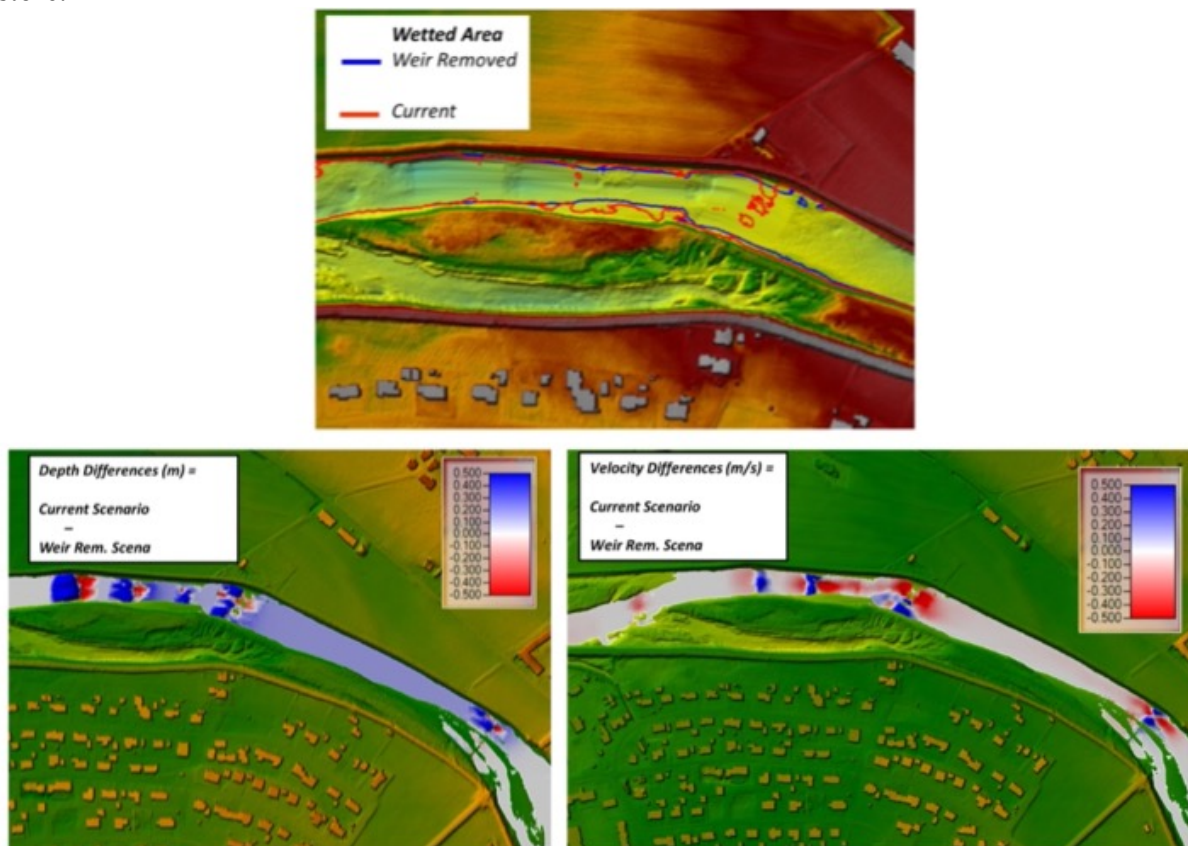 Wetted Area
Weir Removed
Current
Depth Differences (m) =
Current Scenario
–
Weir Rem. Scena
0.500
0.400
0.300
0.200
0.100
0.000
-0.100
-0.200
-0.300
-0.400
-0.500
Velocity Differences (m/s) =
Current Scenario
–
Weir Rem. Scena
0.500
0.400
0.300
0.200
0.100
0.000
-0.100
-0.200
-0.300
-0.400
-0.500